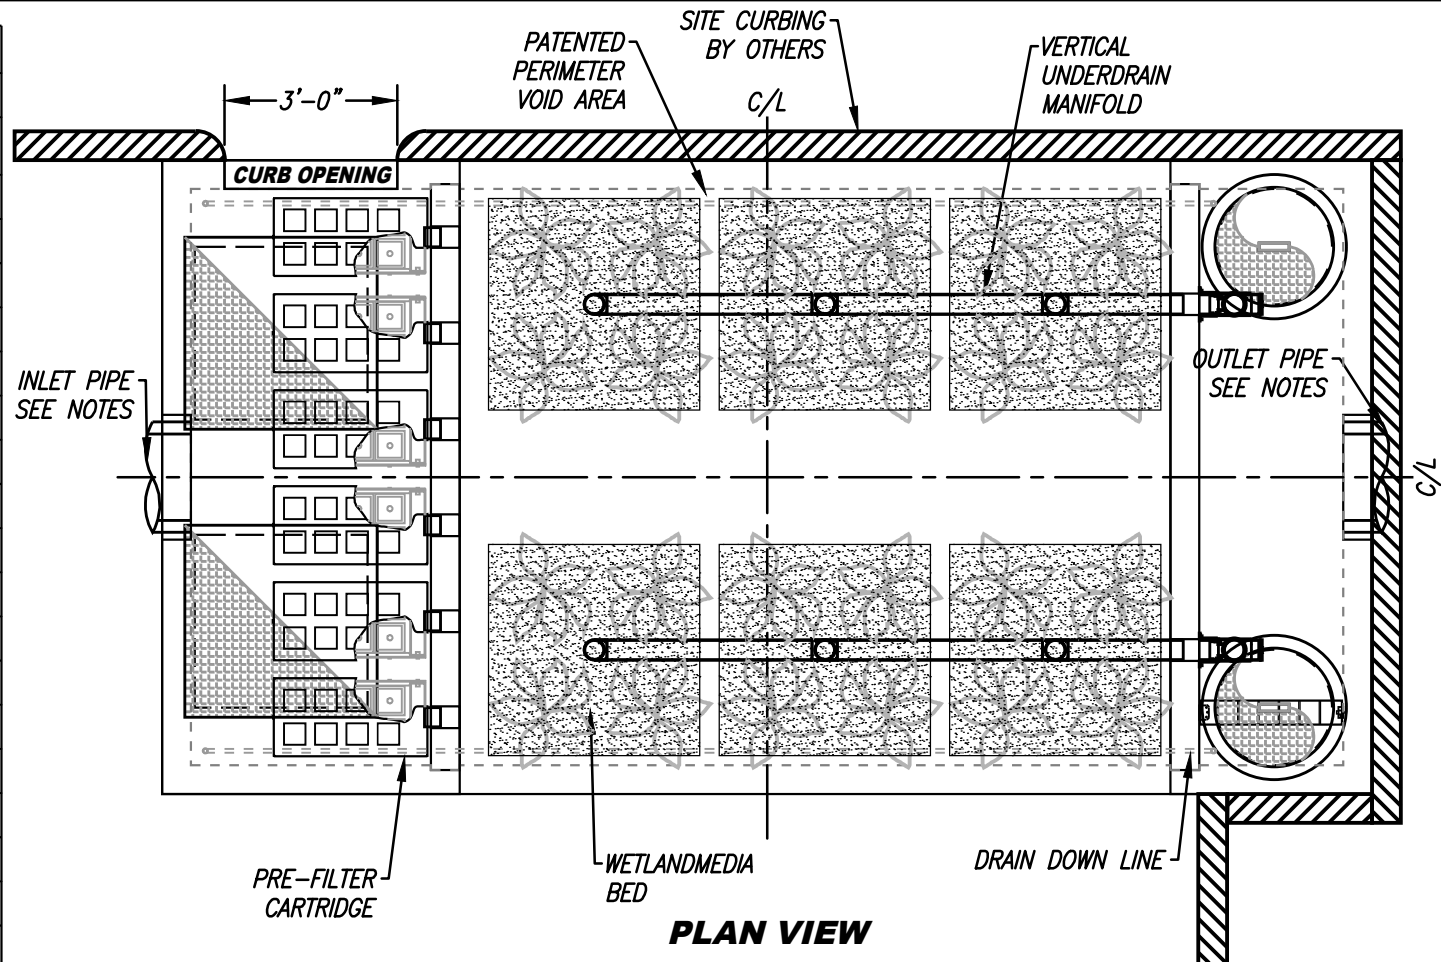 SITE CURBING
BY OTHERS
PATENTED
PERIMETER
VOID AREA
VERTICAL
UNDERDRAIN
MANIFOLD
3'-0"
C/L
CURB OPENING
INLET PIPE
SEE NOTES
OUTLET PIPE
SEE NOTES
C/L
PRE-FILTER
CARTRIDGE
WETLANDMEDIA
BED
DRAIN DOWN LINE
PLAN VIEW